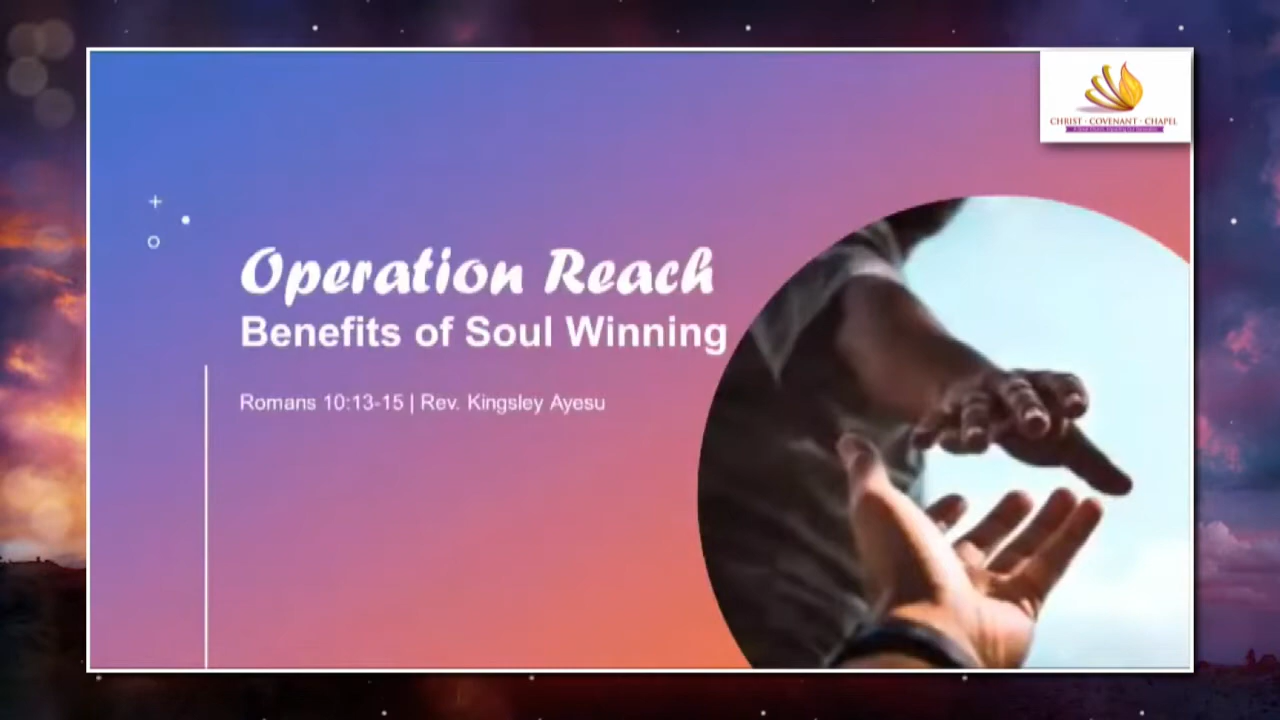 CHRIST · COVENANT · CHAPEL
Operation Reach
Benefits of Soul Winning
Romans 10:13-15 | Rev. Kingsley Ayesu